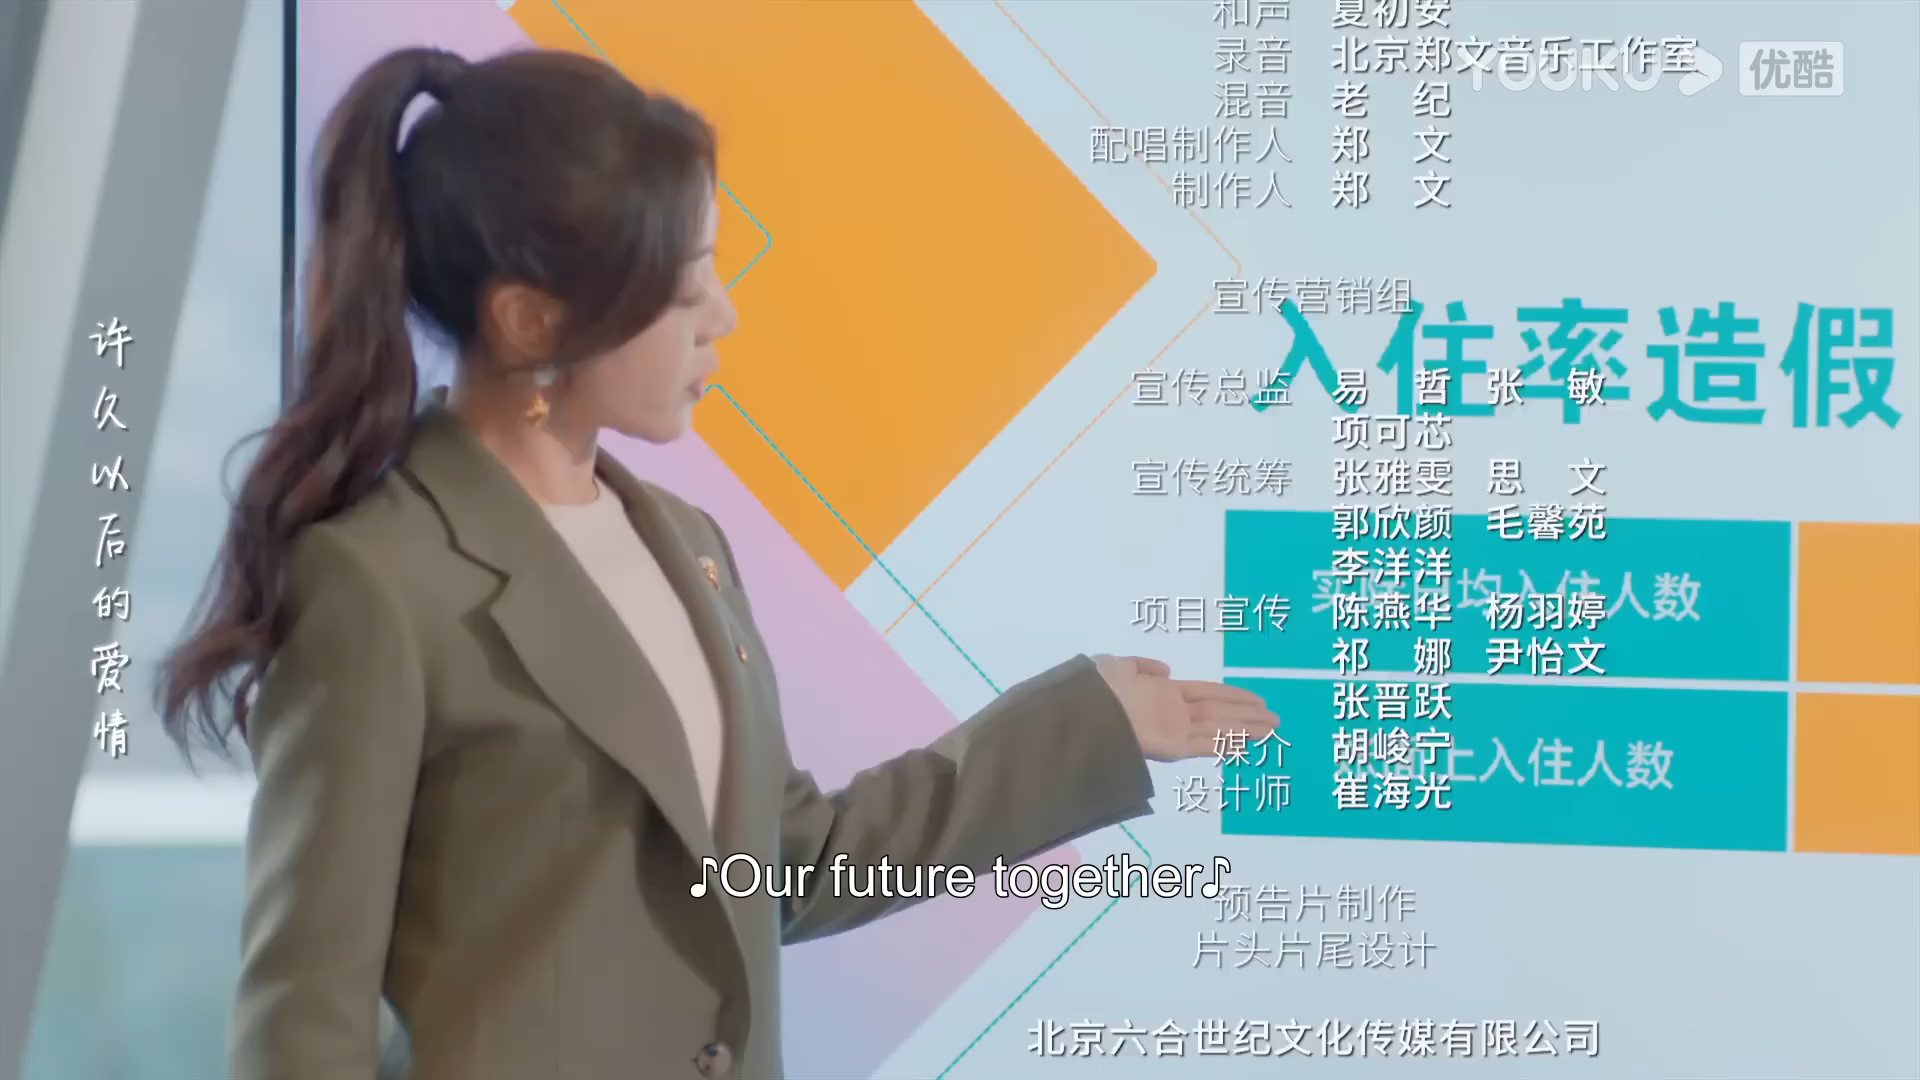 和声 夏初安
录音 北京郑文音乐工作室
YOUKU 优酷
混音 老 纪
配唱制作人 郑 文
制作人 郑 文
宣传营销组
入住率造假
宣传总监 易 哲 张 敏
项可芯
宣传统筹 张雅雯 思 文
郭欣颜 毛馨苑
李洋洋
均入住人数
项目宣传 陈燕华 杨羽婷
祁 娜 尹怡文
张晋跃
媒介 胡峻宁
上入住人数
设计师 崔海光
许久以后的爱情
♪Our future together♪
预告片制作
片头片尾设计
北京六合世纪文化传媒有限公司